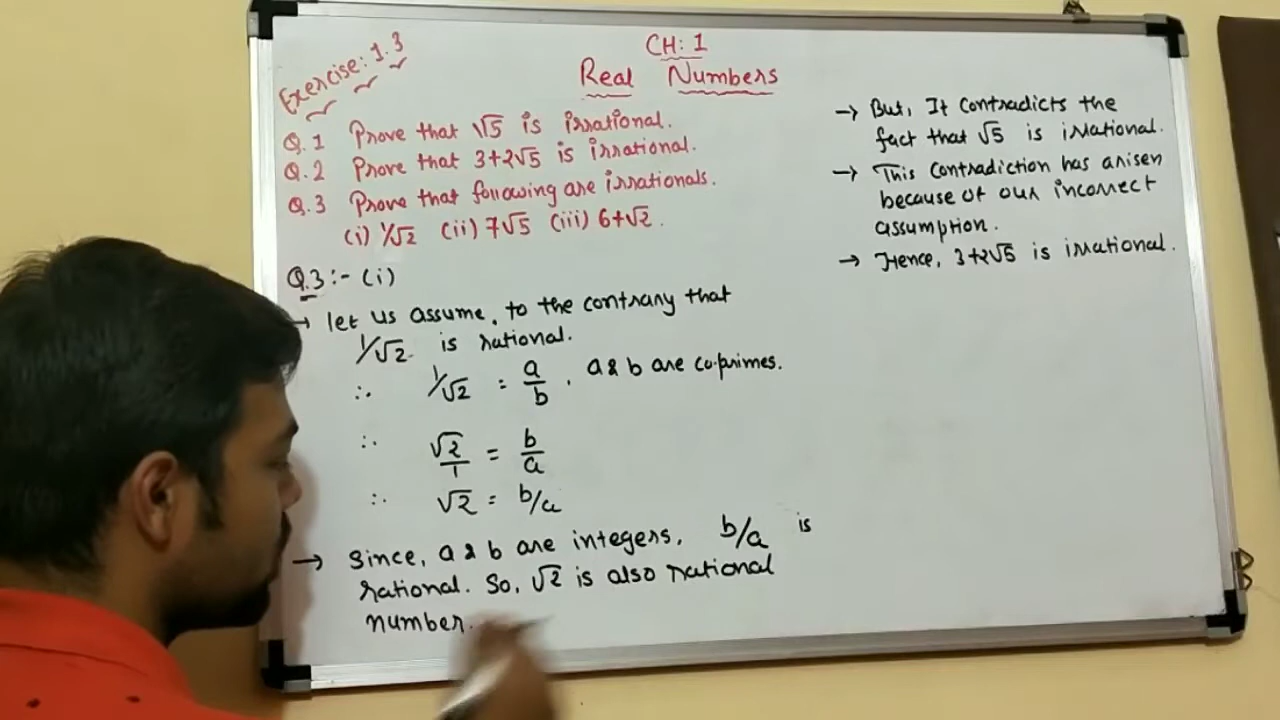 Exercise: 1.3
CH: 1
Real Numbers
Q.1 Prove that √5 is irrational.
Q.2 Prove that 3+2√5 is irrational.
Q.3 Prove that following are irrationals.
(i) 1/√2 (ii) 7√5 (iii) 6+√2.
Q.3:- (i)
→ let us assume, to the contrary that
1/√2 is rational.
∴ 1/√2 = a/b, a & b are co-primes.
∴ √2/1 = b/a
∴ √2 = b/a
→ Since, a & b are integers, b/a is
rational. So, √2 is also rational
number.
→ But, It contradicts the
fact that √5 is irrational.
→ This contradiction has arisen
because of our incorrect
assumption.
→ Hence, 3+2√5 is irrational.